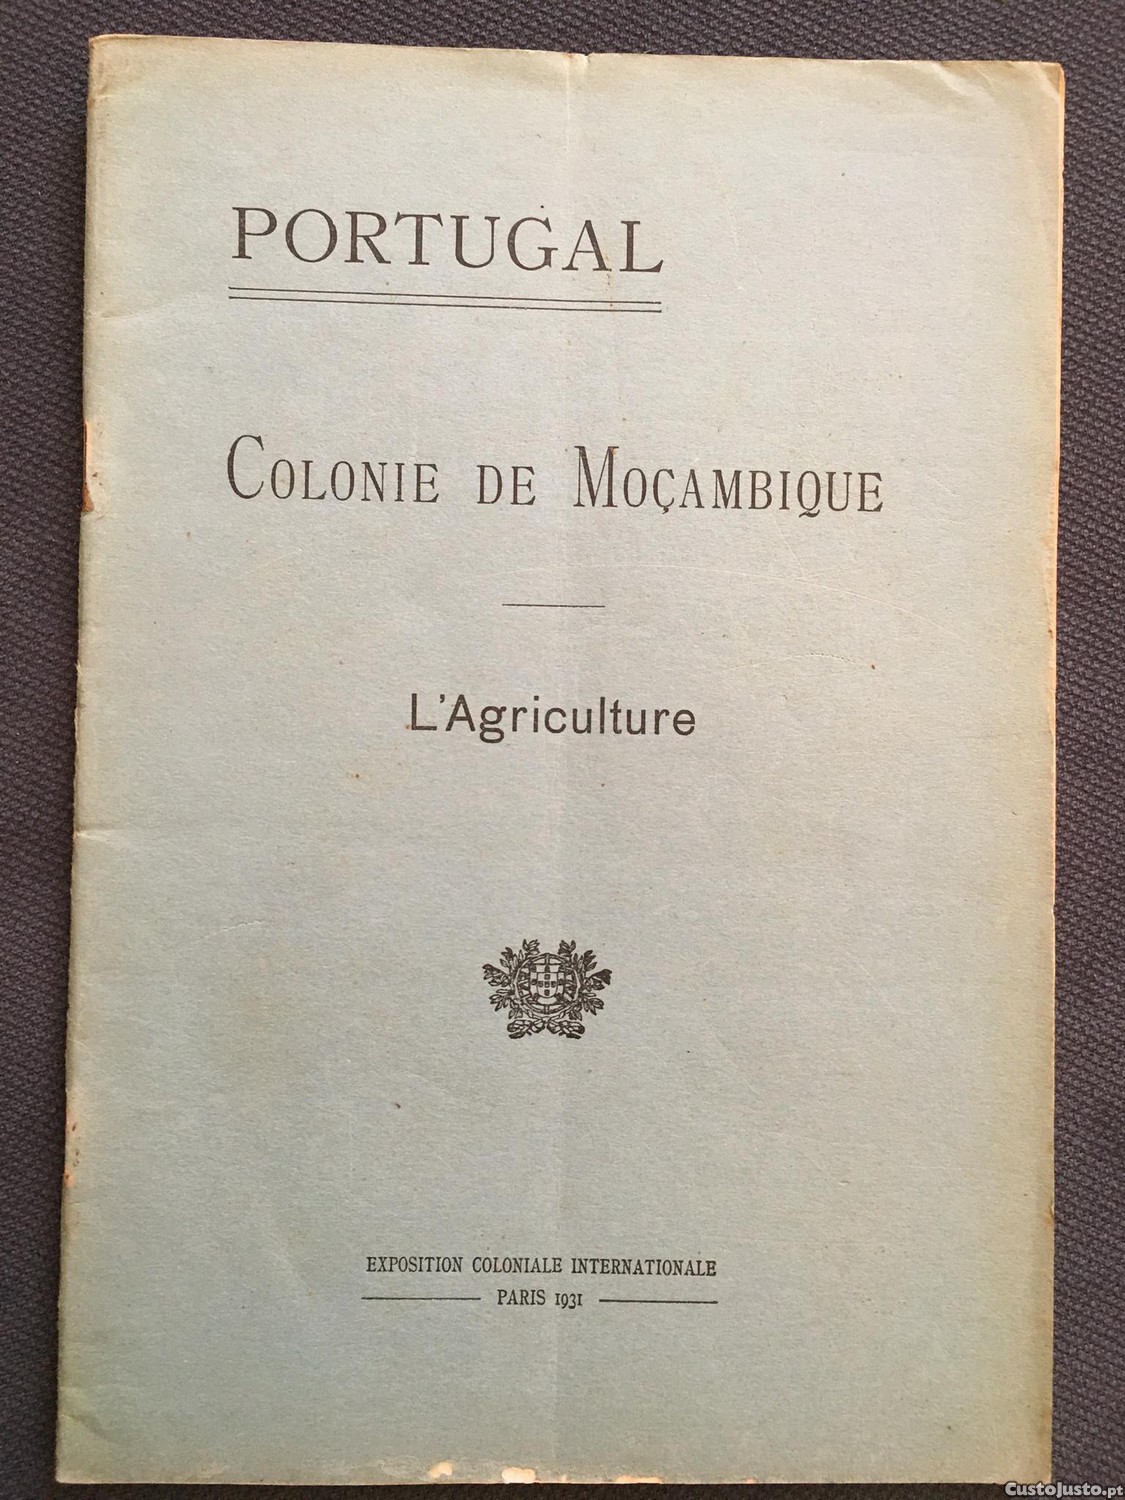 PORTUGAL
COLONIE DE MOÇAMBIQUE
L'Agriculture
EXPOSITION COLONIALE INTERNATIONALE
PARIS 1931
CustoJusto.pt